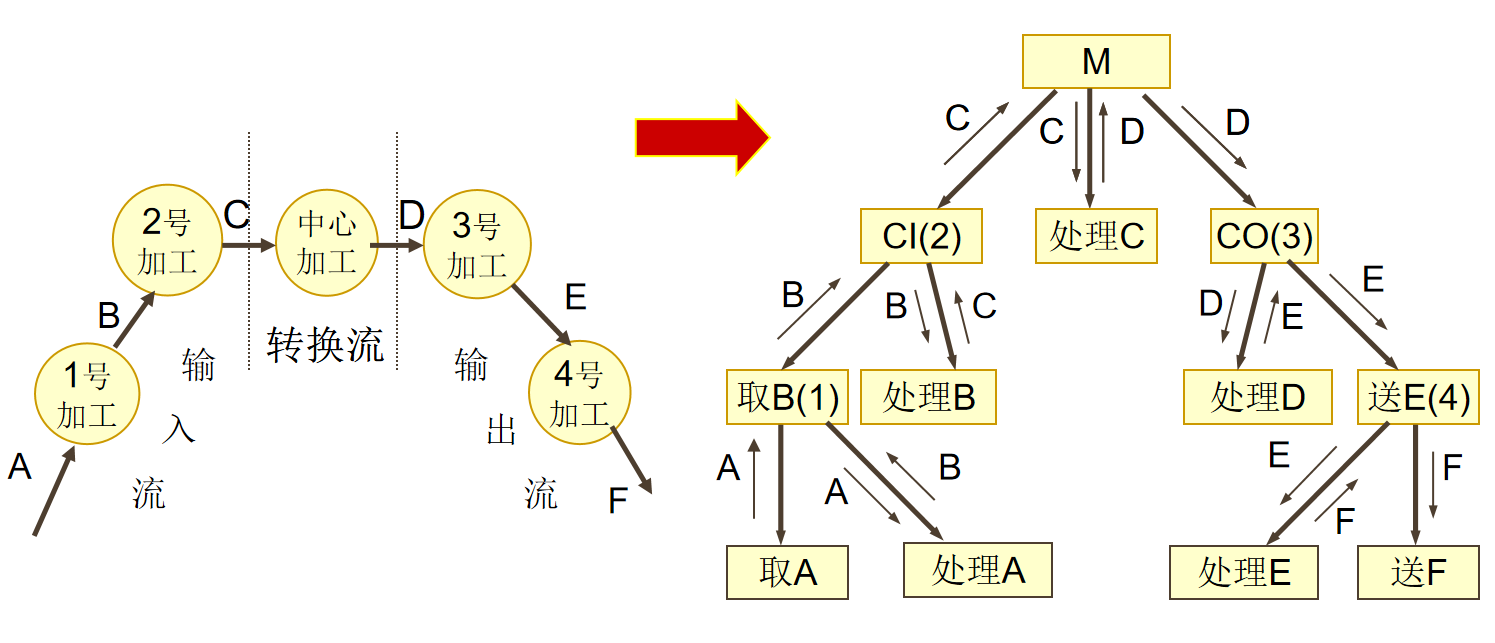 2号
加工
C
中心
加工
D
3号
加工
B
E
1号
加工
A
输
入
流
转换流
输
出
流
4号
加工
F
M
C
C
D
D
CI(2)
处理C
CO(3)
B
B
C
D
E
E
取B(1)
处理B
处理D
送E(4)
A
A
B
E
F
F
取A
处理A
处理E
送F